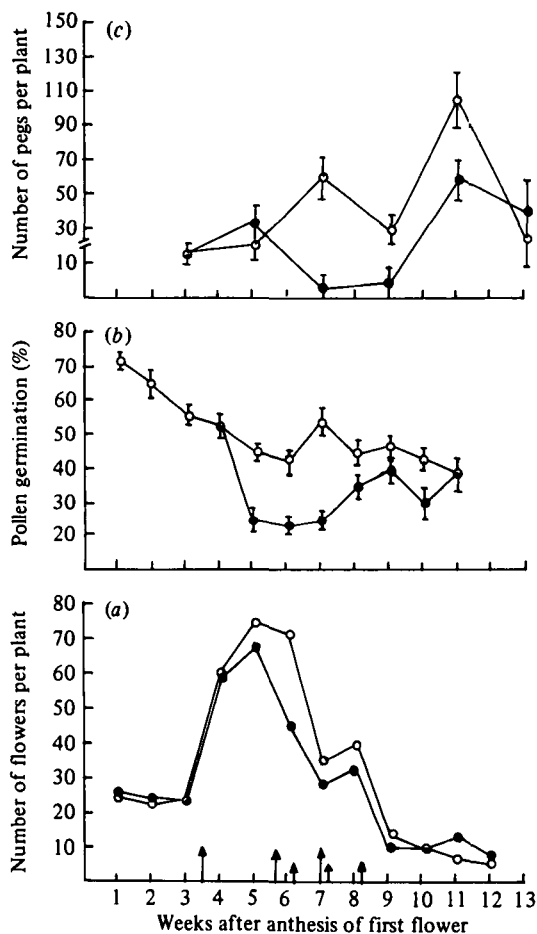 (c)
Number of pegs per plant
150
130
110
90
70
50
30
10
(b)
Pollen germination (%)
80
70
60
50
40
30
20
(a)
Number of flowers per plant
80
70
60
50
40
30
20
10
1 2 3 4 5 6 7 8 9 10 11 12 13
Weeks after anthesis of first flower